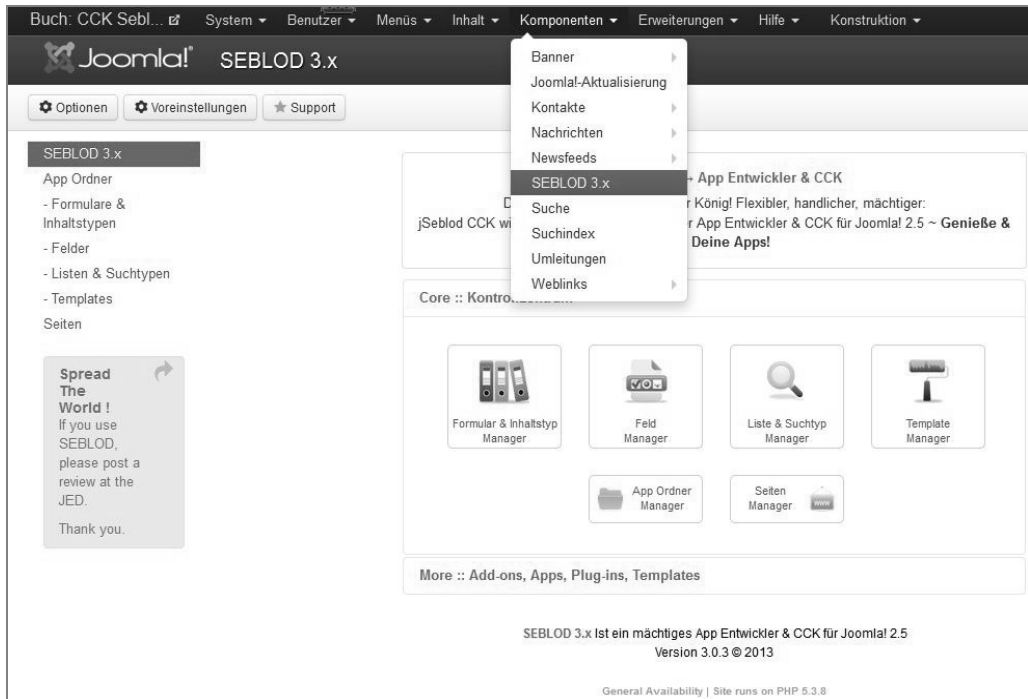 Buch: CCK Sebl... System Benutzer Menüs Inhalt Komponenten Erweiterungen Hilfe Konstruktion
Joomla! SEBLOD 3.x
Optionen Voreinstellungen Support
Banner
Joomla!-Aktualisierung
Kontakte
Nachrichten
Newsfeeds
SEBLOD 3.x
Suche
Suchindex
Umleitungen
Weblinks
SEBLOD 3.x
App Ordner
- Formulare &
Inhaltstypen
- Felder
- Listen & Suchtypen
- Templates
Seiten
Spread
The
World !
If you use
SEBLOD,
please post a
review at the
JED.
Thank you.
App Entwickler & CCK
König! Flexibler, handlicher, mächtiger:
jSeblod CCK App Entwickler & CCK für Joomla! 2.5 ~ Genieße &
Deine Apps!
Core ::
Formular & Inhaltstyp
Manager
Feld
Manager
Liste & Suchtyp
Manager
Template
Manager
App Ordner
Manager
Seiten
Manager
www
More :: Add-ons, Apps, Plug-ins, Templates
SEBLOD 3.x Ist ein mächtiges App Entwickler & CCK für Joomla! 2.5
Version 3.0.3 © 2013
General Availability | Site runs on PHP 5.3.8